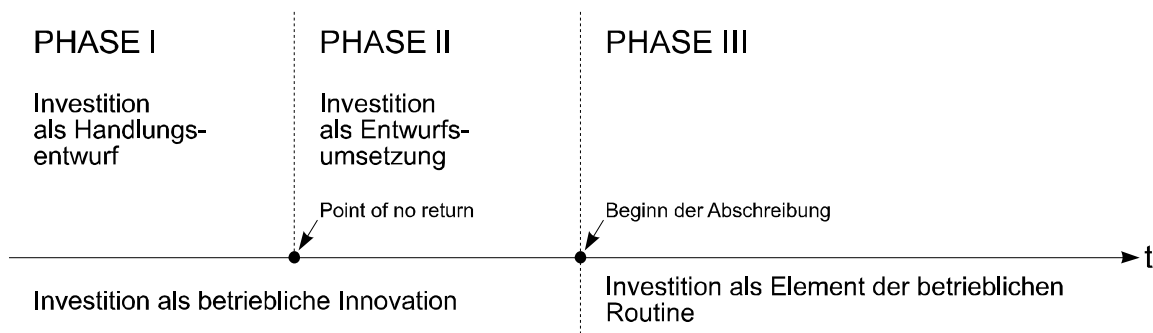 PHASE I
Investition
als Handlungs-
entwurf
PHASE II
Investition
als Entwurfs-
umsetzung
PHASE III
Point of no return
Beginn der Abschreibung
t
Investition als betriebliche Innovation
Investition als Element der betrieblichen
Routine